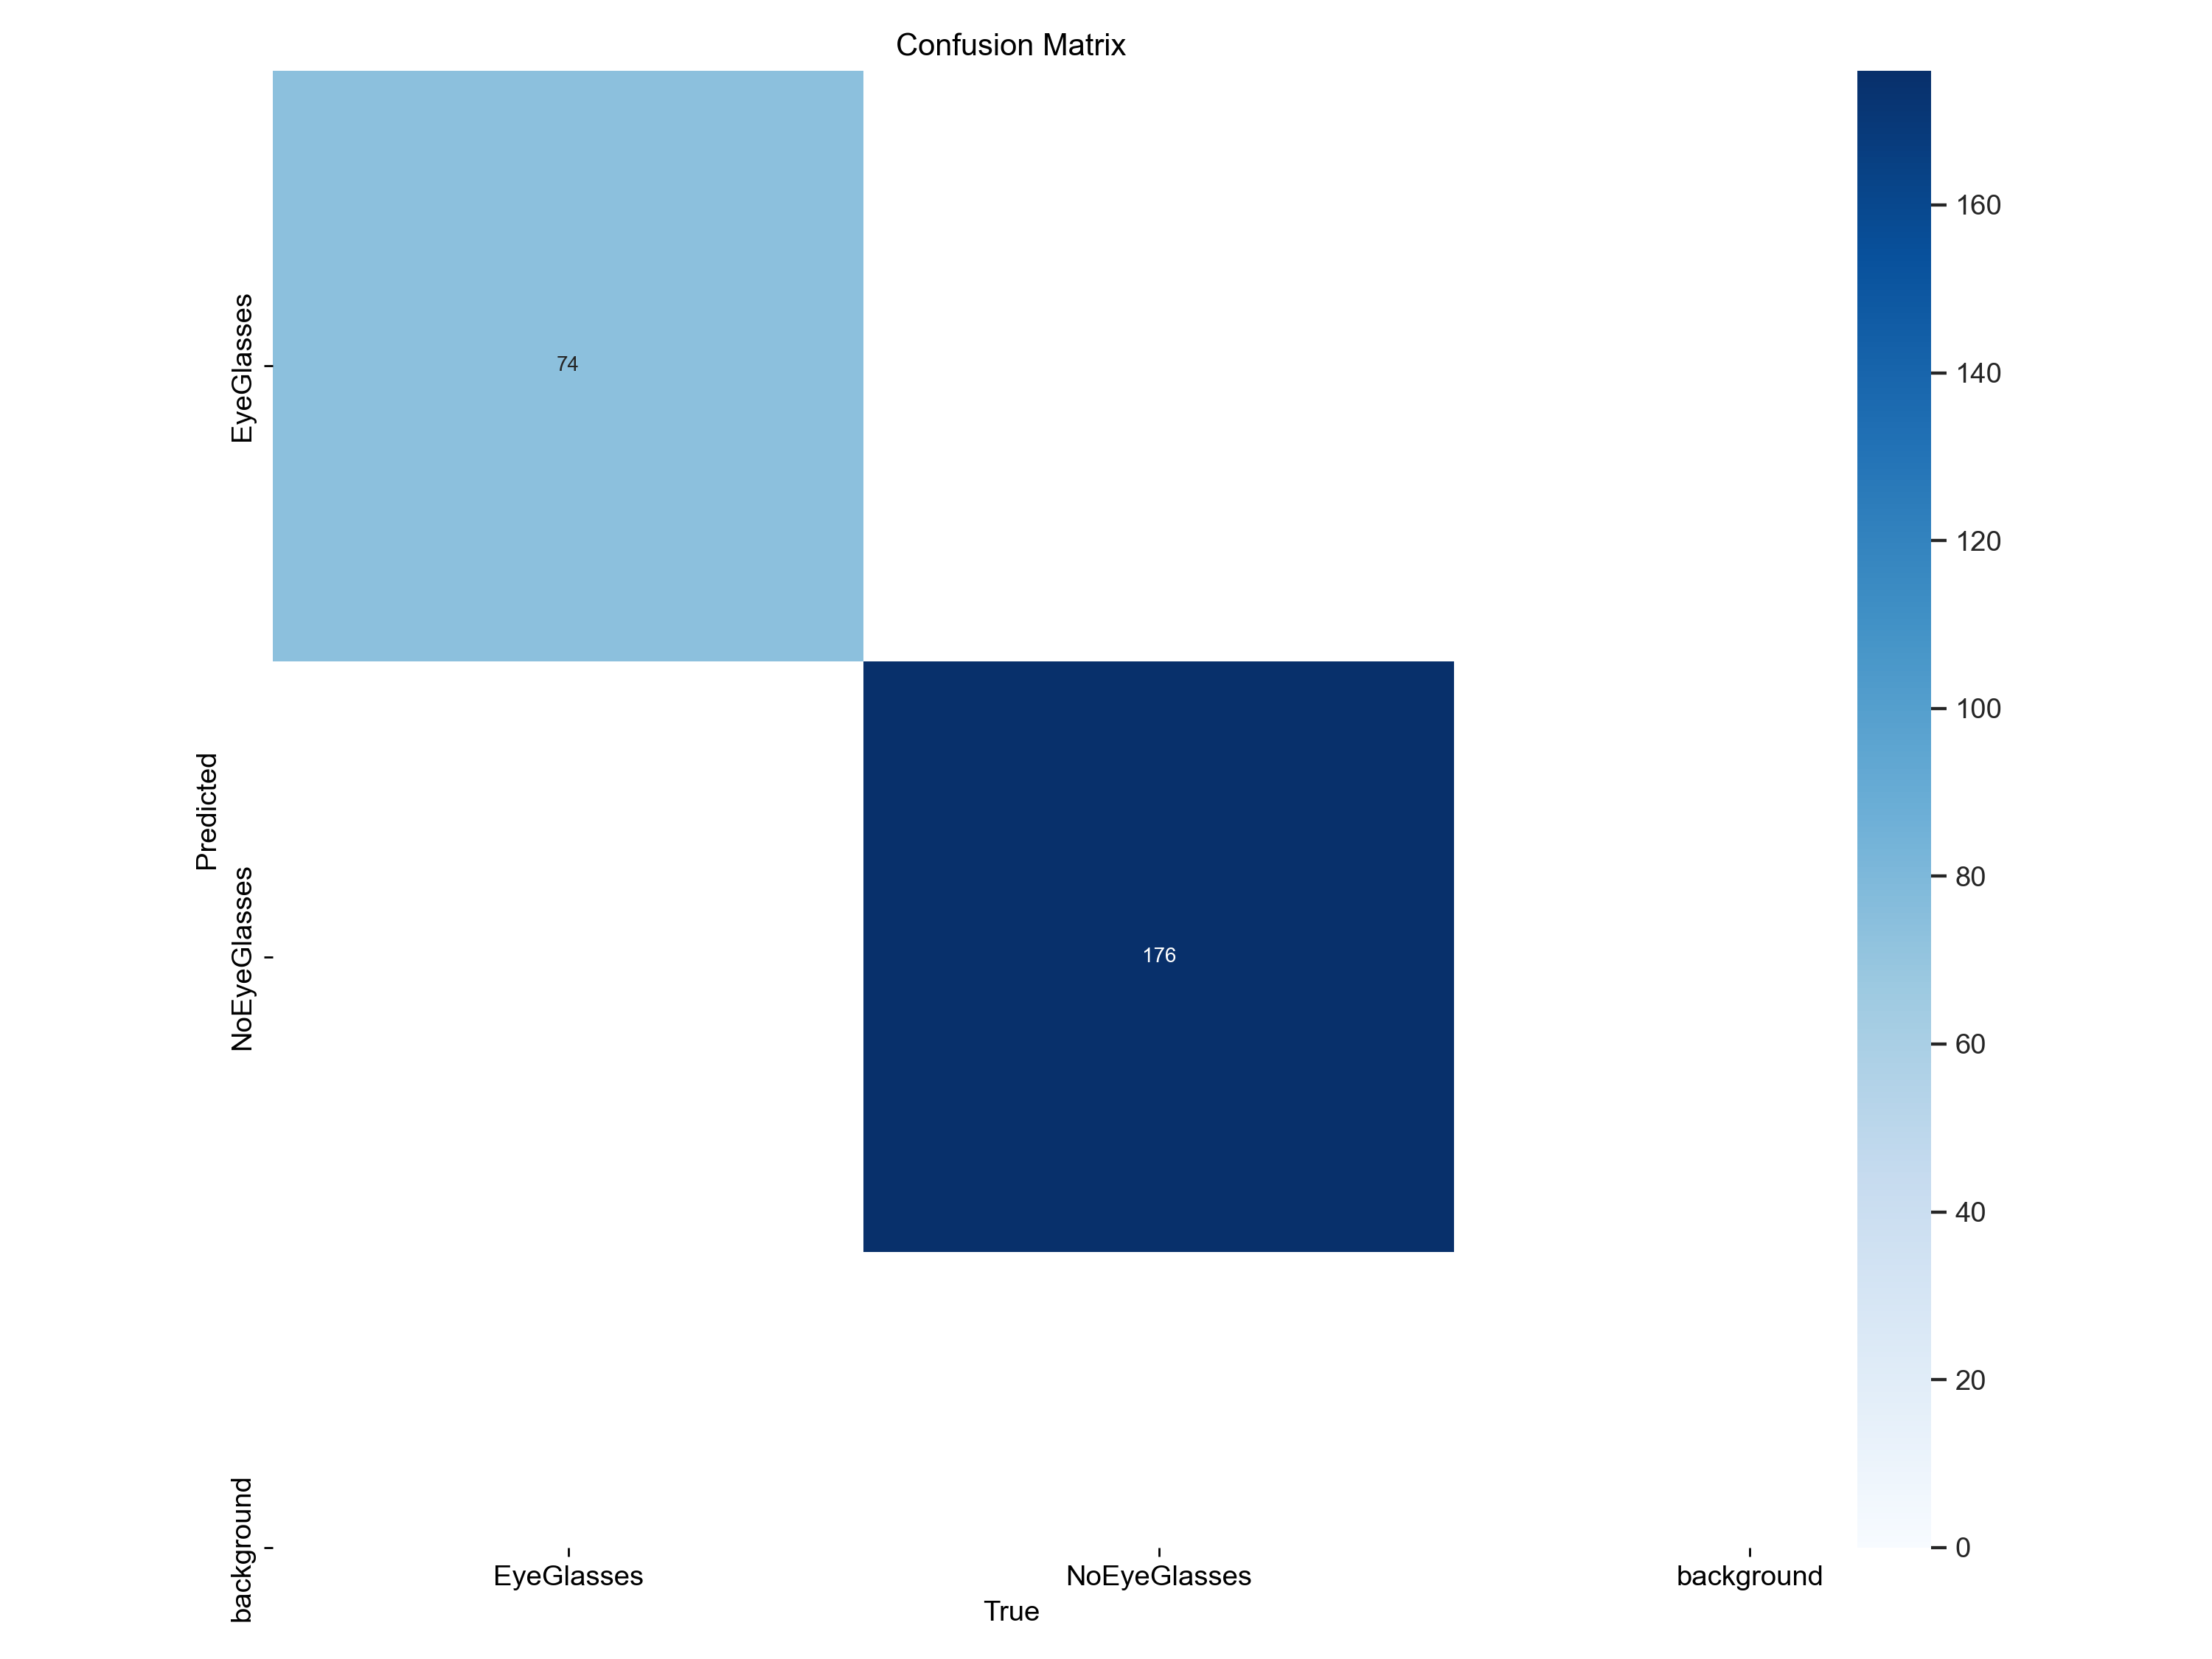 Confusion Matrix
EyeGlasses
74
Predicted
NoEyeGlasses
176
background
EyeGlasses
NoEyeGlasses
background
True
160
140
120
100
80
60
40
20
0